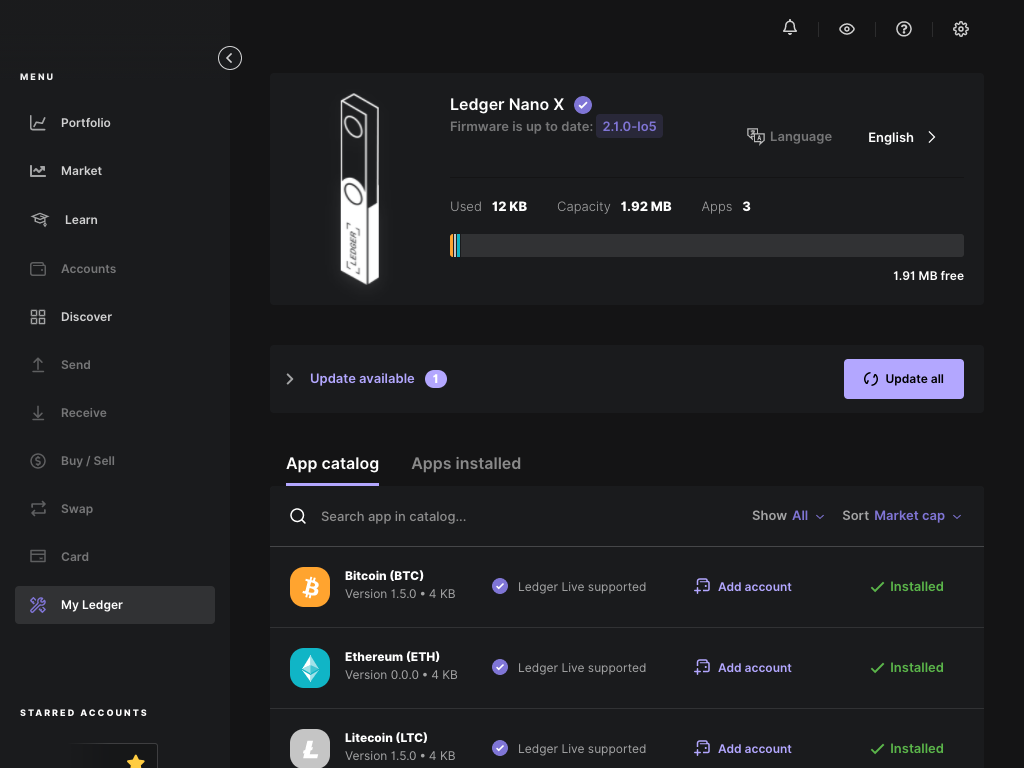 MENU
Portfolio
Market
Learn
Accounts
Discover
Send
Receive
Buy / Sell
Swap
Card
My Ledger
STARRED ACCOUNTS
LEDGER
Ledger Nano X
Firmware is up to date: 2.1.0-lo5
Language English
Used 12 KB Capacity 1.92 MB Apps 3
1.91 MB free
Update available 1 Update all
App catalog Apps installed
Search app in catalog... Show All Sort Market cap
Bitcoin (BTC)
Version 1.5.0 • 4 KB
Ledger Live supported Add account Installed
Ethereum (ETH)
Version 0.0.0 • 4 KB
Ledger Live supported Add account Installed
Litecoin (LTC)
Version 1.5.0 • 4 KB
Ledger Live supported Add account Installed